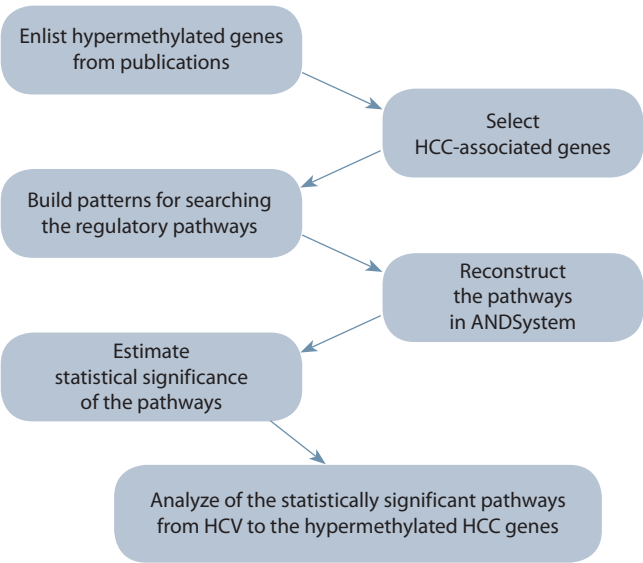 Enlist hypermethylated genes
from publications
Select
HCC-associated genes
Build patterns for searching
the regulatory pathways
Reconstruct
the pathways
in ANDSystem
Estimate
statistical significance
of the pathways
Analyze of the statistically significant pathways
from HCV to the hypermethylated HCC genes